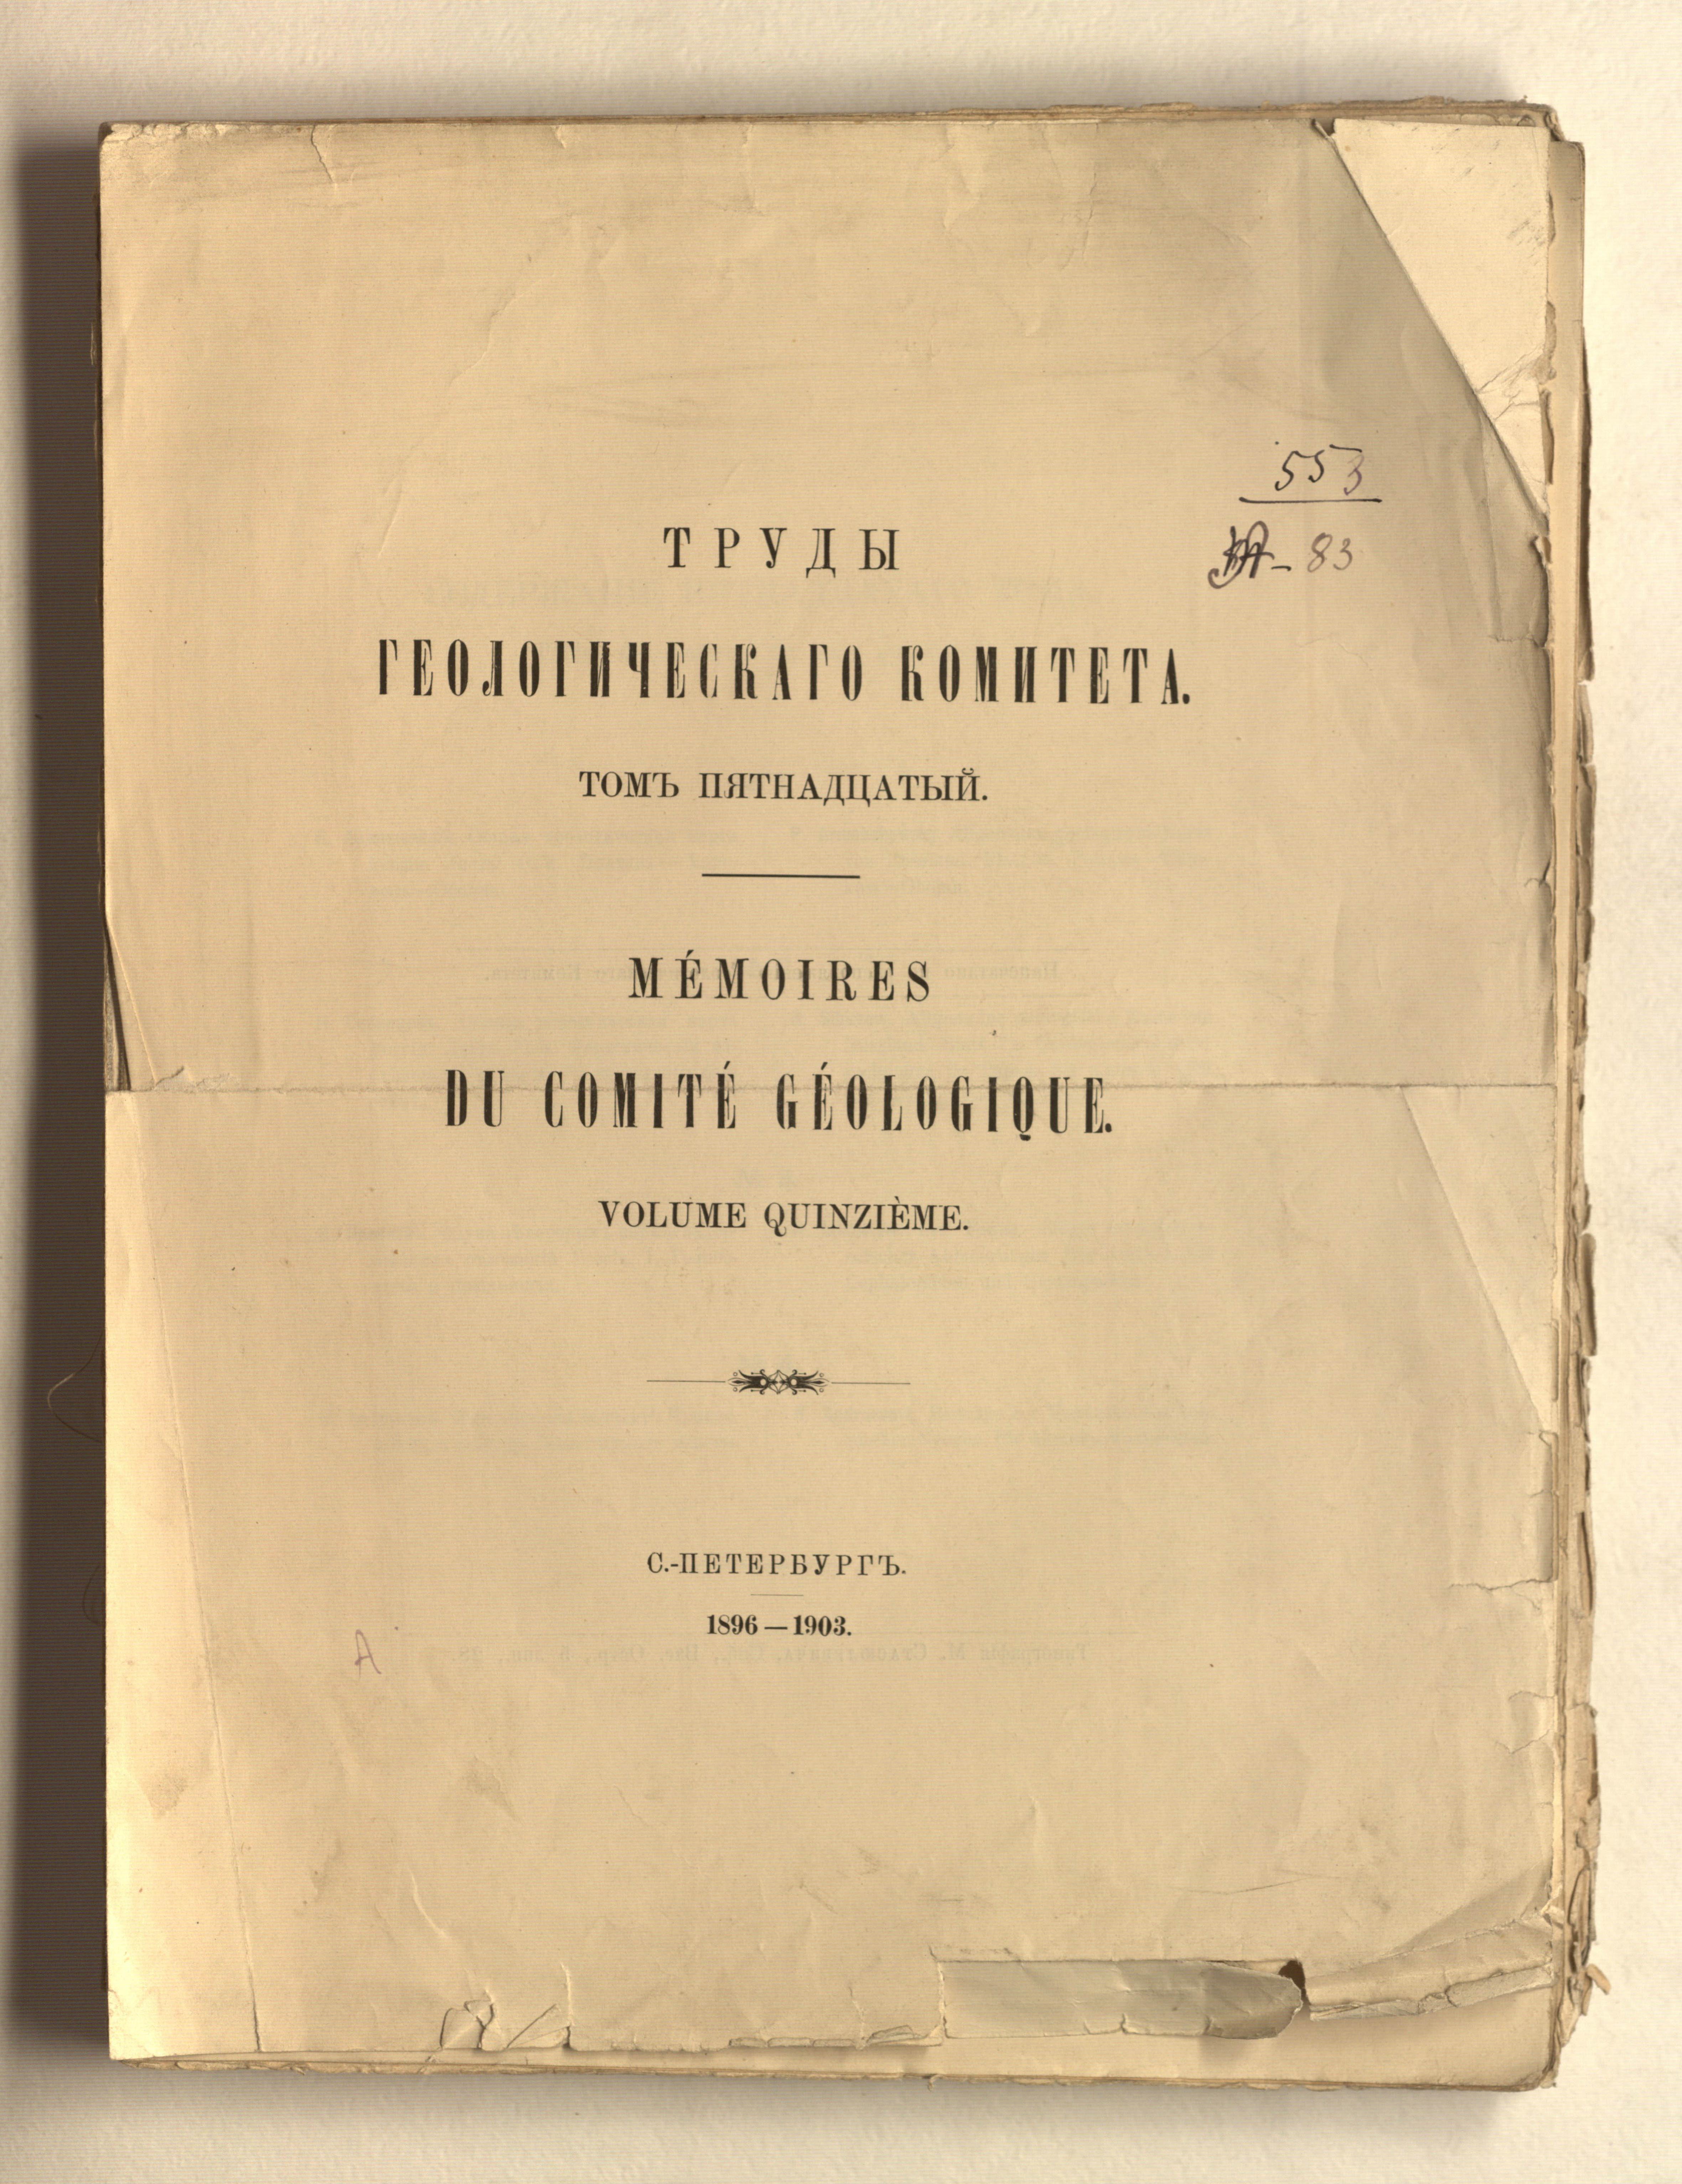 553
ТРУДЫ
83
ГЕОЛОГИЧЕСКАГО КОМИТЕТА.
ТОМЪ ПЯТНАДЦАТЫЙ.
MÉMOIRES
DU COMITÉ GÉOLOGIQUE.
VOLUME QUINZIÈME.
С.-ПЕТЕРБУРГЪ.
1896—1903.
А